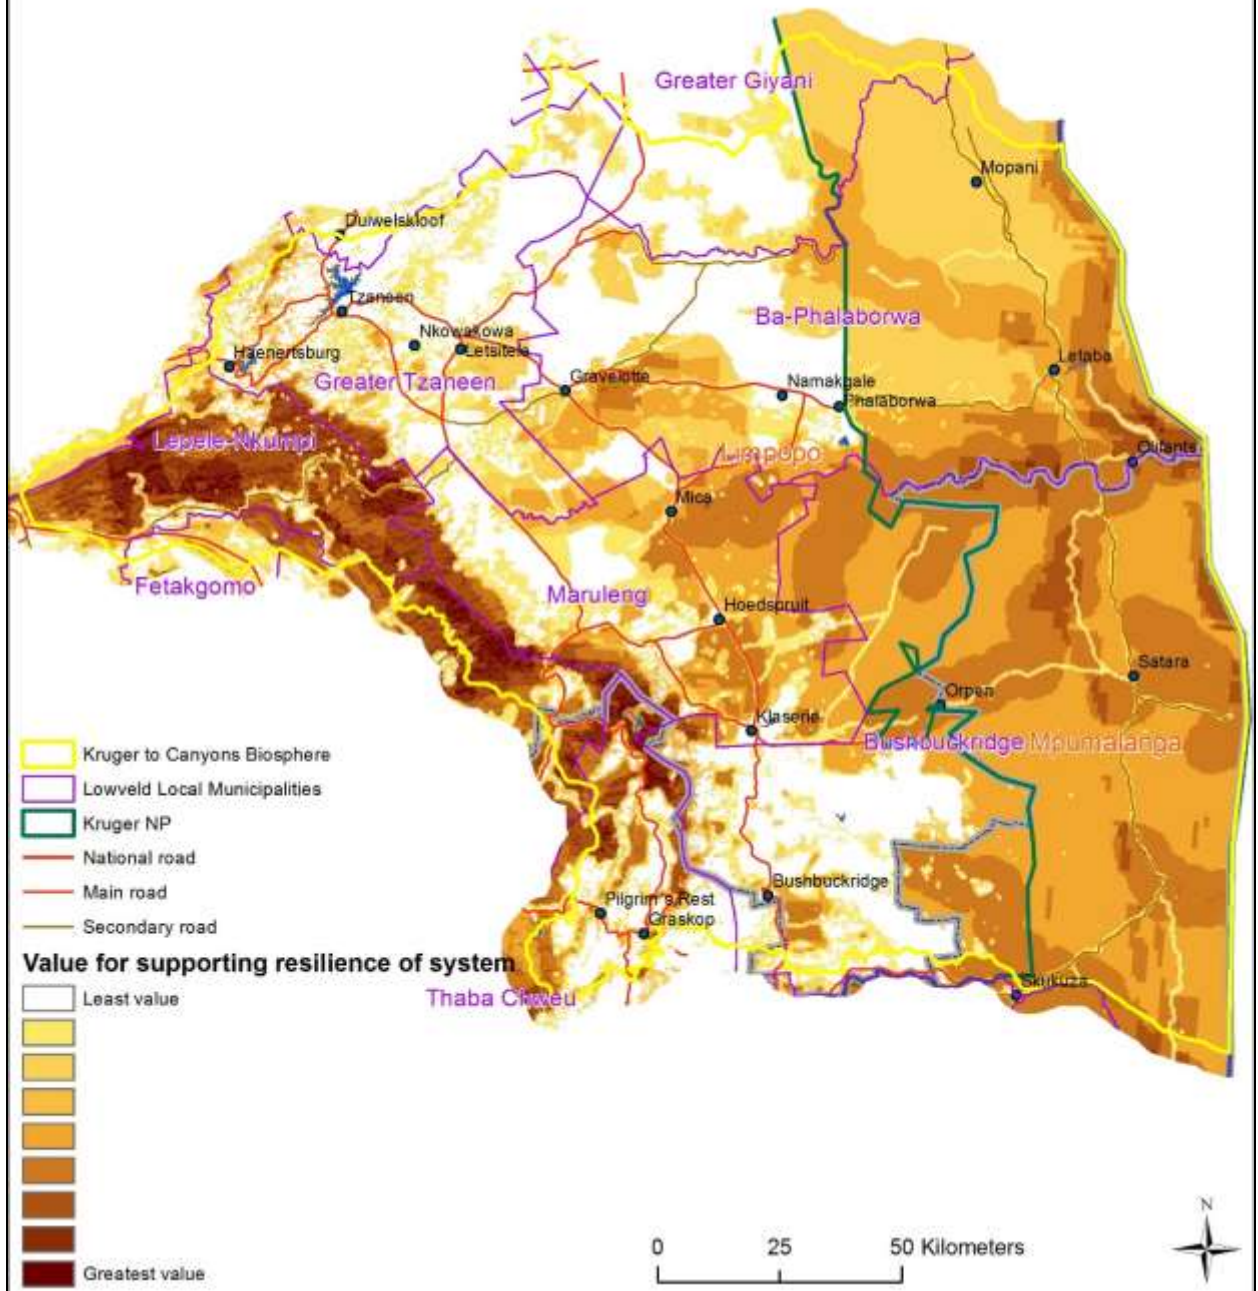 Greater Giyani
Mopani
Duiwelskloof
Tzaneen
Ba-Phalaborwa
Nkowakowa
Letsitele
Haenertsburg
Letaba
Greater Tzaneen
Gravelotte
Namakgale
Phalaborwa
Lepele-Nkumpi
Limpopo
Olifants
Mica
Fetakgomo
Maruleng
Hoedspruit
Satara
Orpen
Klaserie
Bushbuckridge
Mpumalanga
Kruger to Canyons Biosphere
Lowveld Local Municipalities
Kruger NP
National road
Main road
Secondary road
Bushbuckridge
Pilgrim's Rest
Graskop
Value for supporting resilience of system
Skukuza
Thaba Chweu
Least value
N
0 25 50 Kilometers
Greatest value